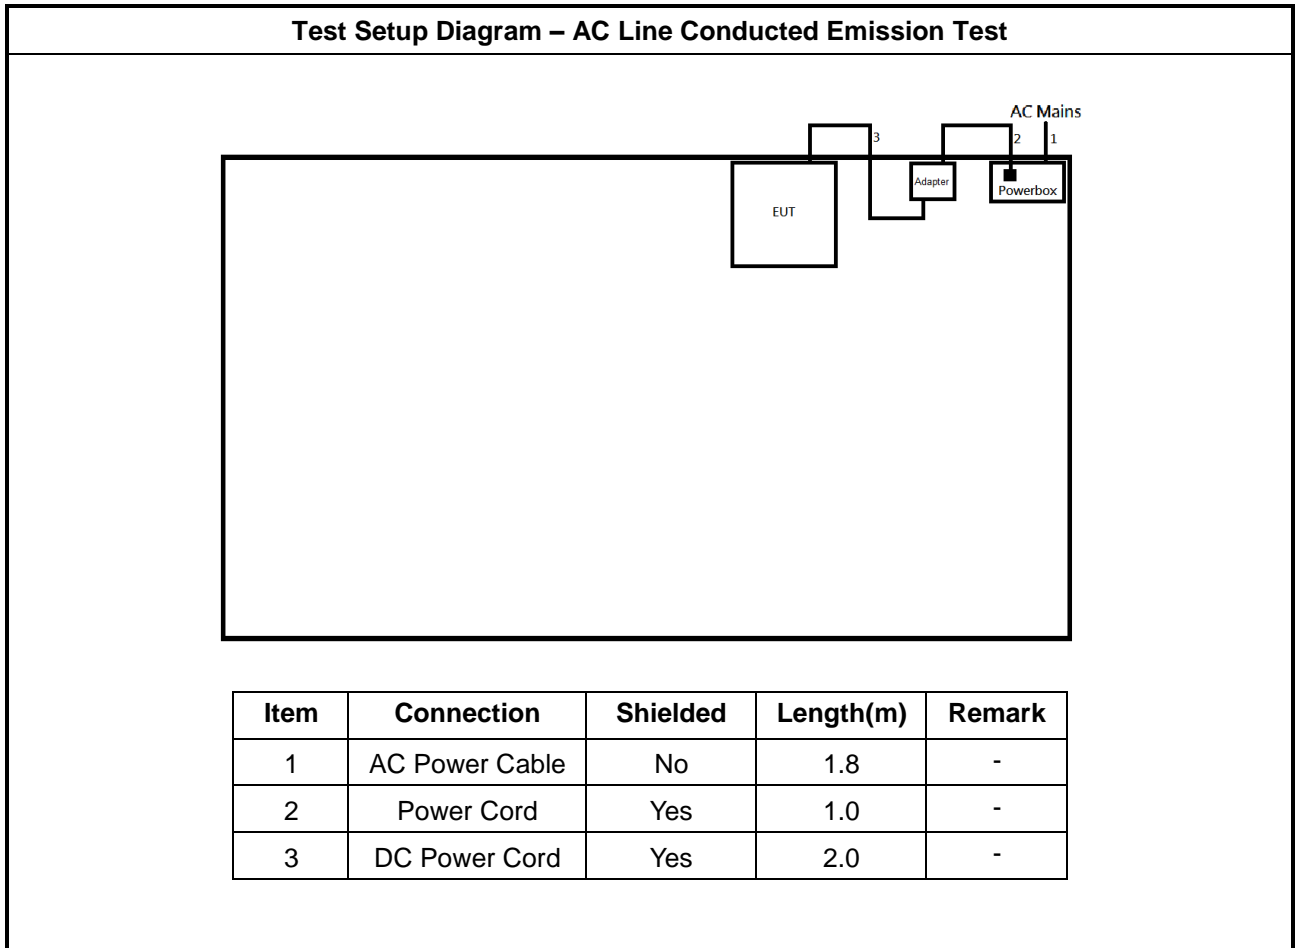 Test Setup Diagram – AC Line Conducted Emission Test
AC Mains
3
2
1
Adapter
Powerbox
EUT
Item Connection Shielded Length(m) Remark
1 AC Power Cable No 1.8 -
2 Power Cord Yes 1.0 -
3 DC Power Cord Yes 2.0 -